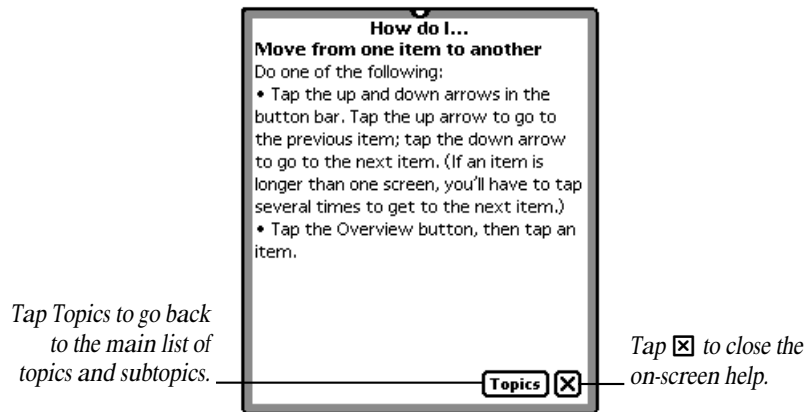 How do I...
Move from one item to another
Do one of the following:
• Tap the up and down arrows in the
button bar. Tap the up arrow to go to
the previous item; tap the down arrow
to go to the next item. (If an item is
longer than one screen, you'll have to tap
several times to get to the next item.)
• Tap the Overview button, then tap an
item.
Tap Topics to go back
to the main list of
topics and subtopics.
Topics
Tap ☒ to close the
on-screen help.